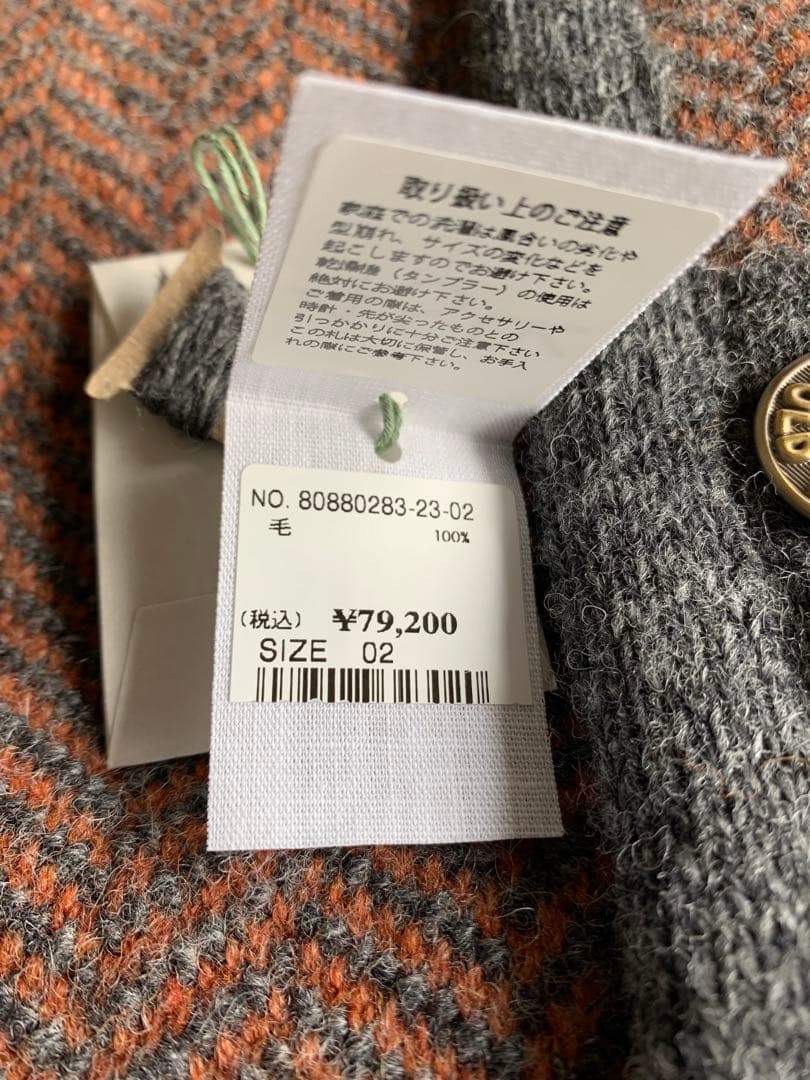 取り扱い上のご注意
家庭での洗濯は風合いの劣化や
型崩れ、サイズの変化などを
起こしますのでお避け下さい。
乾燥機（タンブラー）の使用は
絶対にお避け下さい。
ご着用の際は、アクセサリーや
時計・先が尖ったものとの
引っかかりに十分ご注意下さい
この札は大切に保管し、お手入
れの際にご参考下さい。
NO. 80880283-23-02
毛 100%
(税込) ¥79,200
SIZE 02